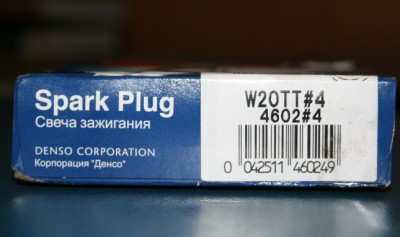 Spark Plug
Свеча зажигания
DENSO CORPORATION
Корпорация "Денсо"
W20TT#4
4602#4
0 042511 460249